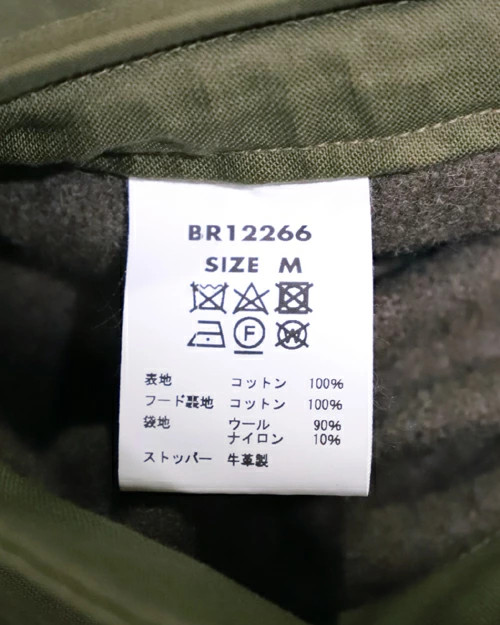 BR12266
SIZE M
F
W
表地 コットン 100%
フード裏地 コットン 100%
袋地 ウール 90%
ナイロン 10%
ストッパー 牛革製